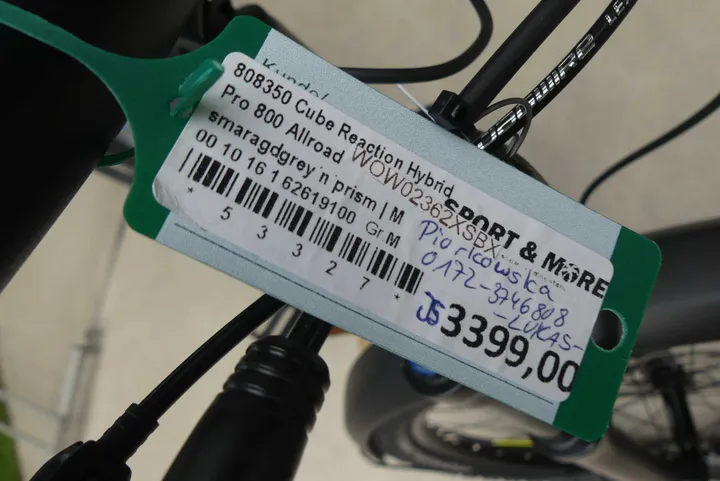 Kunde/
808350 Cube Reaction Hybrid
Pro 800 Allroad
WOW02362XSBX
smaragdgrey´n´prism | M
00 10 16 1 62619100 Gr M
* 5 3 3 2 7 *
SPORT & MORE
Piorkowska
0172-3746808
-LUKAS-
3399,00